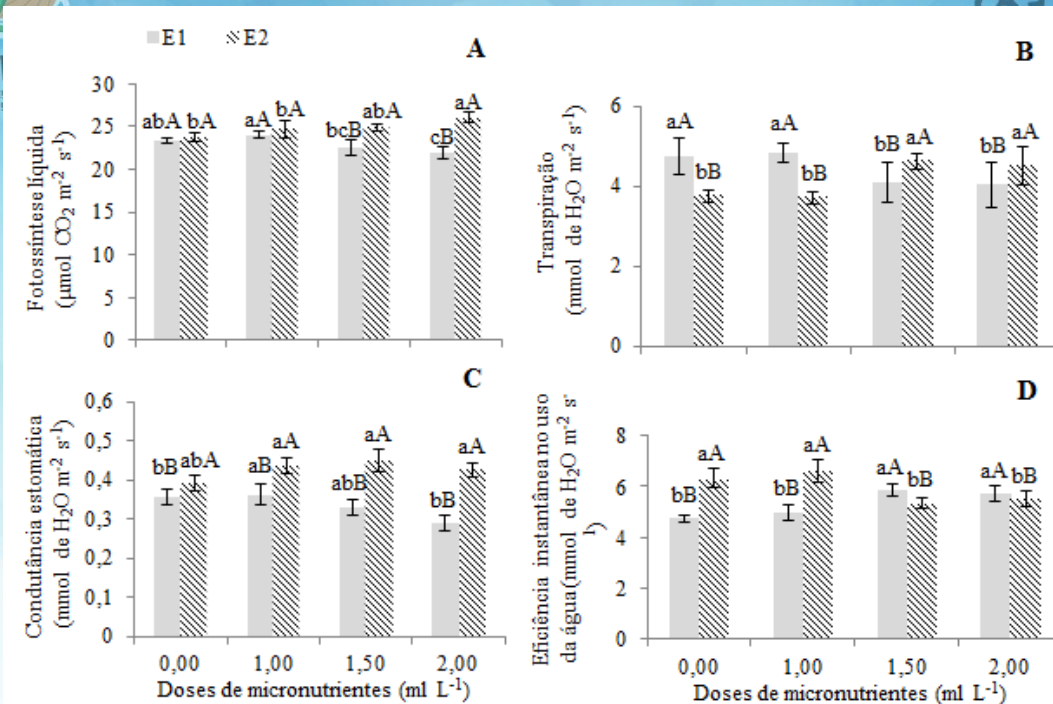 E1 E2
A
Fotossíntese líquida
(µmol CO₂ m⁻² s⁻¹)
30
25
20
15
10
5
0
abA bA aA bA bcB abA cB aA
B
Transpiração
(mmol de H₂O m⁻² s⁻¹)
6
4
2
0
aA bB aA bB bB aA bB aA
C
Condutância estomática
(mmol de H₂O m⁻² s⁻¹)
0,6
0,5
0,4
0,3
0,2
0,1
0
bB abA aB aA abB aA bB aA
0,00 1,00 1,50 2,00
Doses de micronutrientes (ml L⁻¹)
D
Eficiência instantânea no uso
da água(mmol de H₂O m⁻² s⁻
¹)
8
6
4
2
0
bB aA bB aA aA bB aA bB
0,00 1,00 1,50 2,00
Doses de micronutrientes (ml L⁻¹)